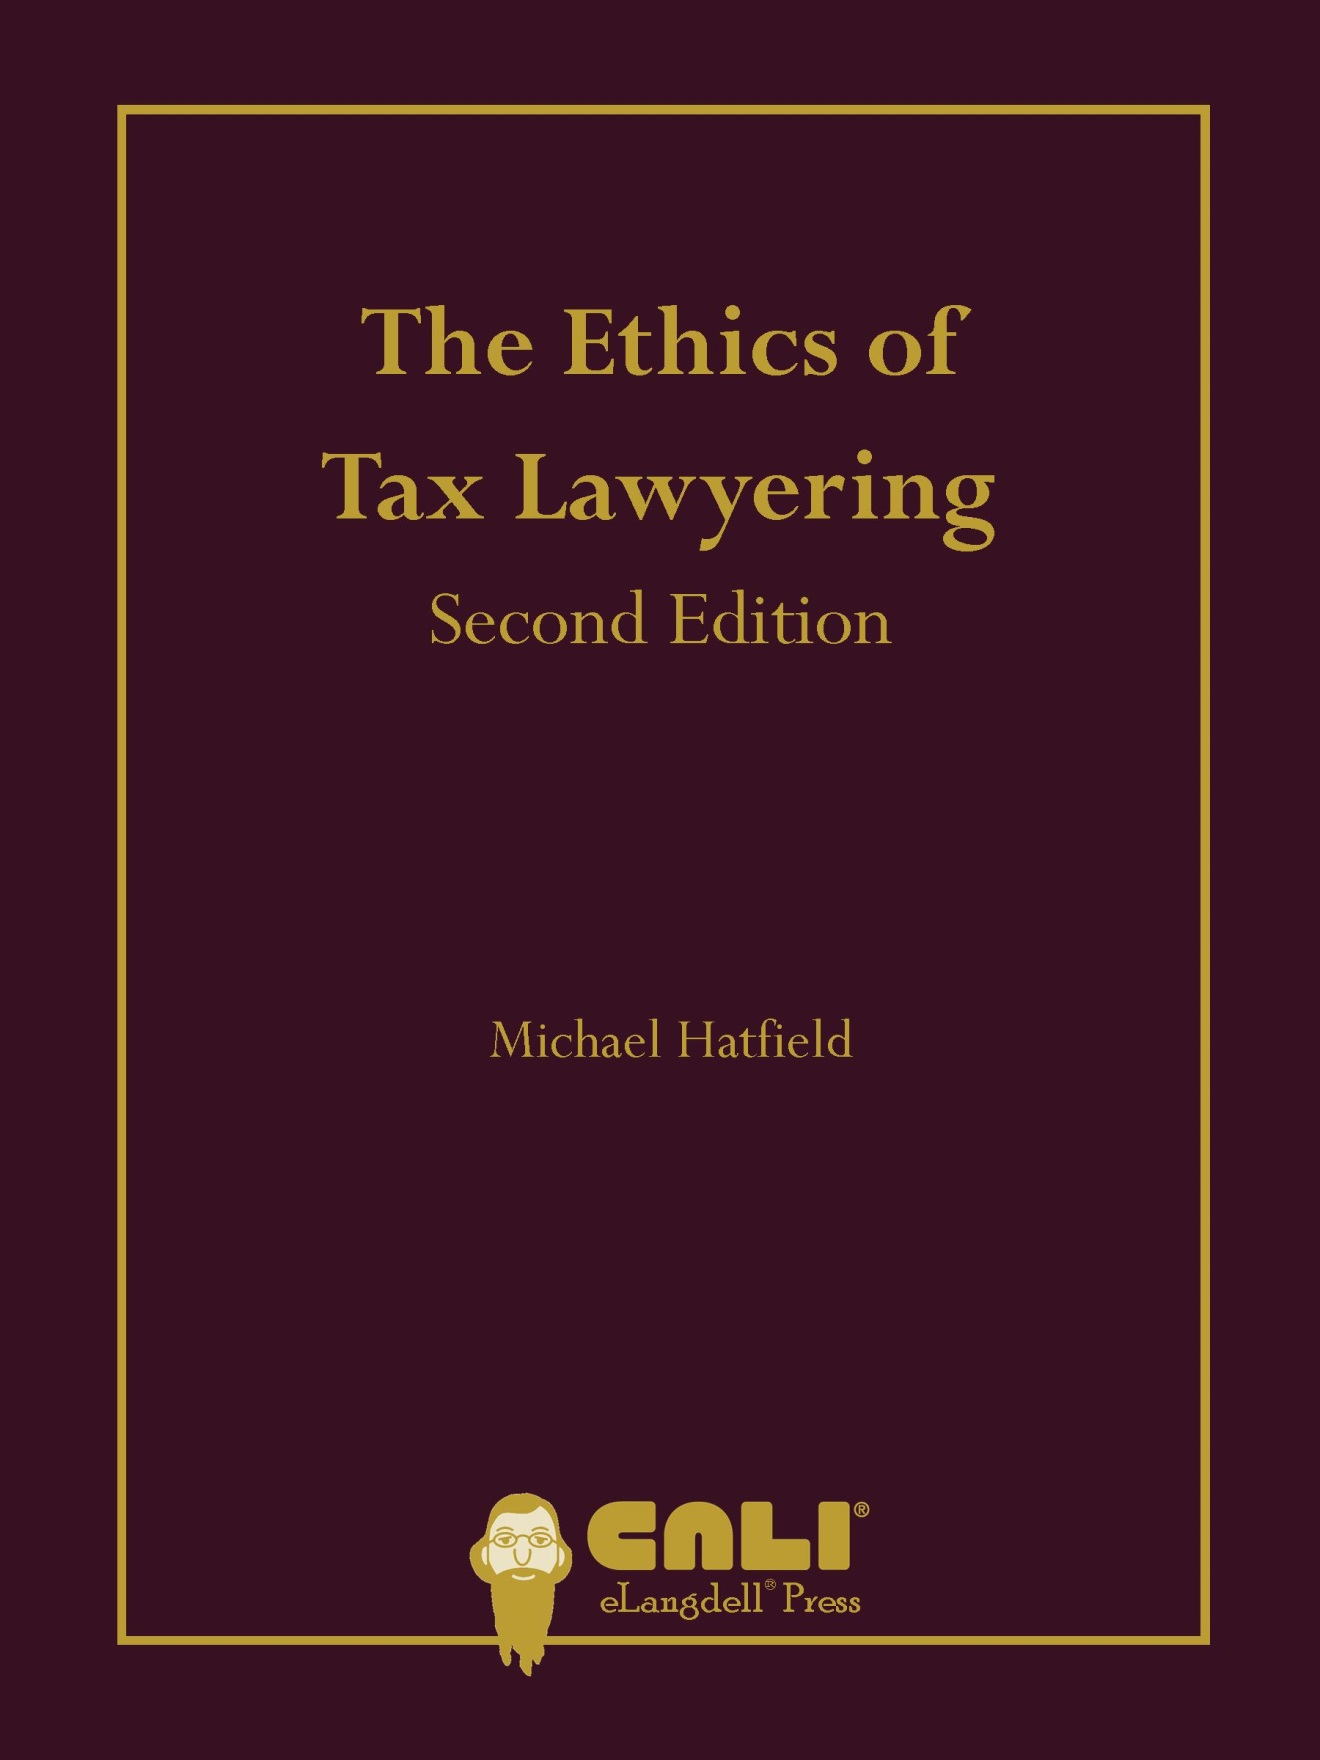 The Ethics of
Tax Lawyering
Second Edition
Michael Hatfield
CALI®
eLangdell® Press